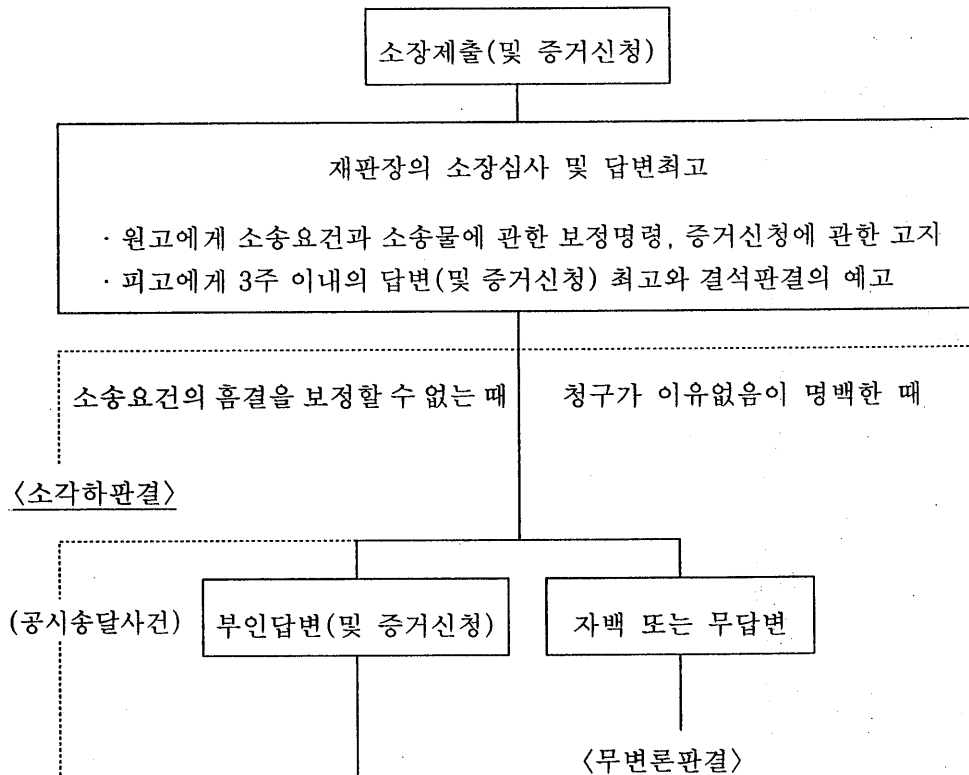 소장제출(및 증거신청)
재판장의 소장심사 및 답변최고
· 원고에게 소송요건과 소송물에 관한 보정명령, 증거신청에 관한 고지
· 피고에게 3주 이내의 답변(및 증거신청) 최고와 결석판결의 예고
소송요건의 흠결을 보정할 수 없는 때 청구가 이유없음이 명백한 때
〈소각하판결〉
(공시송달사건) 부인답변(및 증거신청) 자백 또는 무답변
〈무변론판결〉